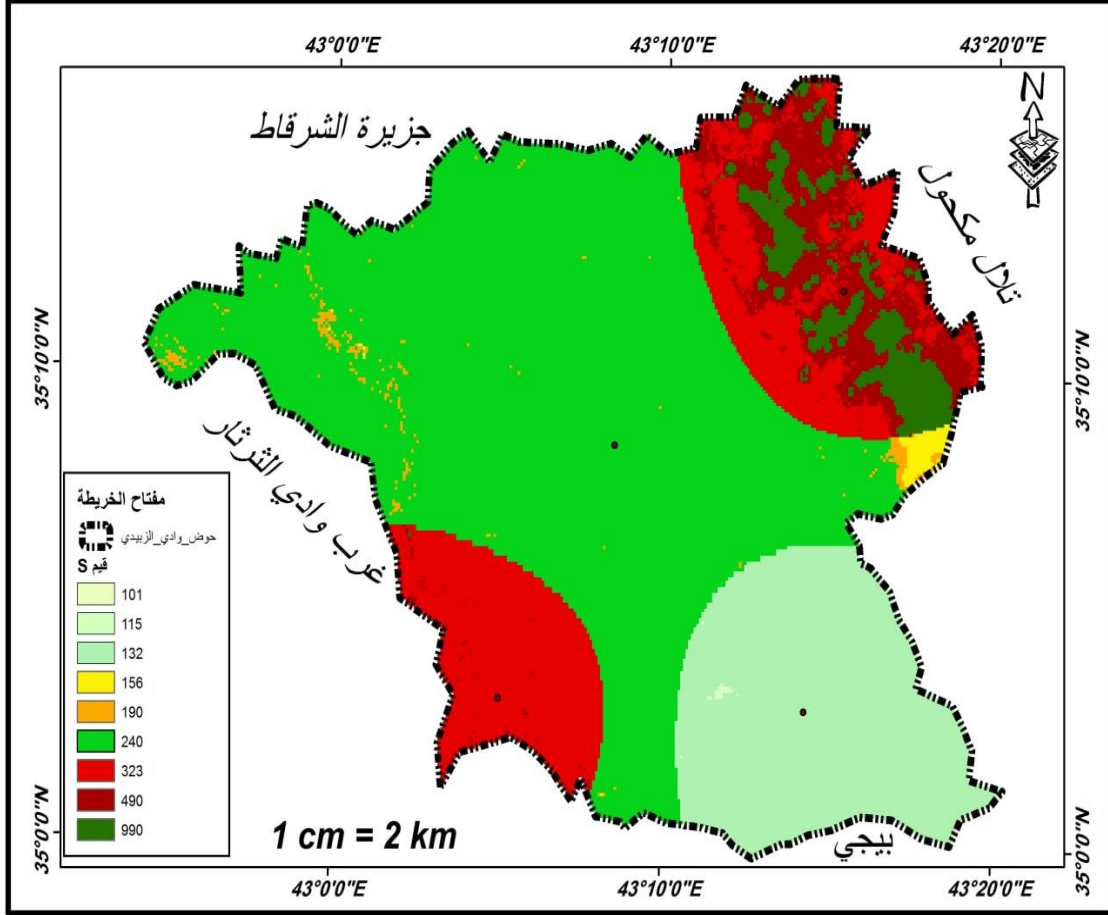 43°0'0"E
43°10'0"E
43°20'0"E
N
جزيرة الشرقاط
تلال مكحول
35°10'0"N
35°10'0"N
غرب وادي الثرثار
مفتاح الخريطة
حوض_وادي_الزبيدي
قيم S
101
115
132
156
190
240
323
490
990
1 cm = 2 km
بيجي
35°0'0"N
35°0'0"N
43°0'0"E
43°10'0"E
43°20'0"E